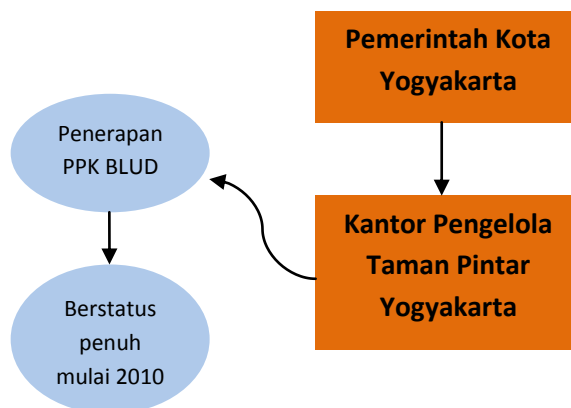 Pemerintah Kota
Yogyakarta
Penerapan
PPK BLUD
Kantor Pengelola
Taman Pintar
Yogyakarta
Berstatus
penuh
mulai 2010